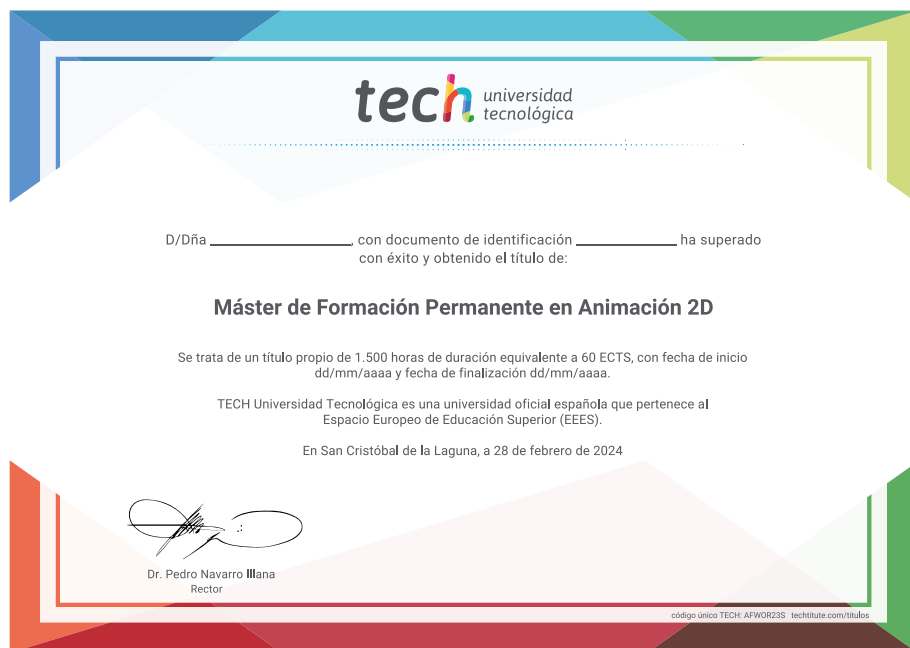 tech universidad
tecnológica
D/Dña ____________________, con documento de identificación ______________ ha superado
con éxito y obtenido el título de:
Máster de Formación Permanente en Animación 2D
Se trata de un título propio de 1.500 horas de duración equivalente a 60 ECTS, con fecha de inicio
dd/mm/aaaa y fecha de finalización dd/mm/aaaa.
TECH Universidad Tecnológica es una universidad oficial española que pertenece al
Espacio Europeo de Educación Superior (EEES).
En San Cristóbal de la Laguna, a 28 de febrero de 2024
Dr. Pedro Navarro Illana
Rector
código único TECH: AFWOR23S techtitute.com/titulos